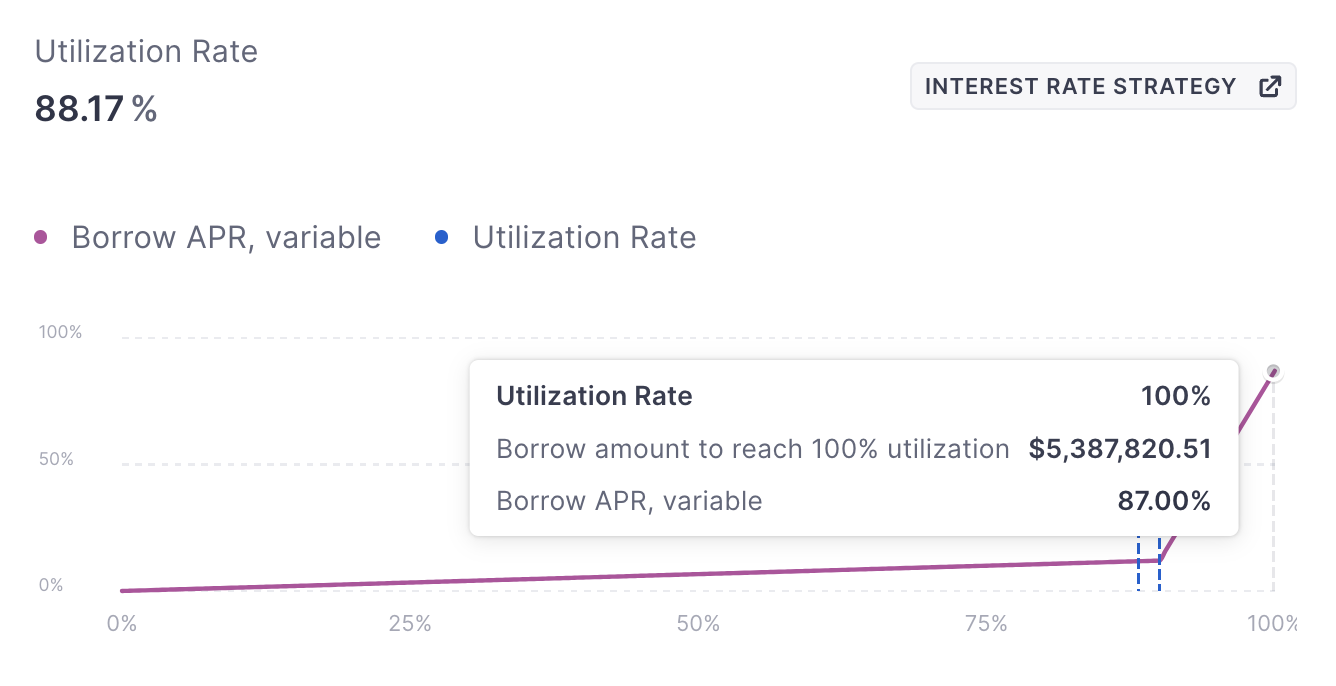 Utilization Rate
88.17 %
INTEREST RATE STRATEGY
Borrow APR, variable
Utilization Rate
100%
Utilization Rate 100%
Borrow amount to reach 100% utilization $5,387,820.51
50%
Borrow APR, variable 87.00%
0%
0% 25% 50% 75% 100%